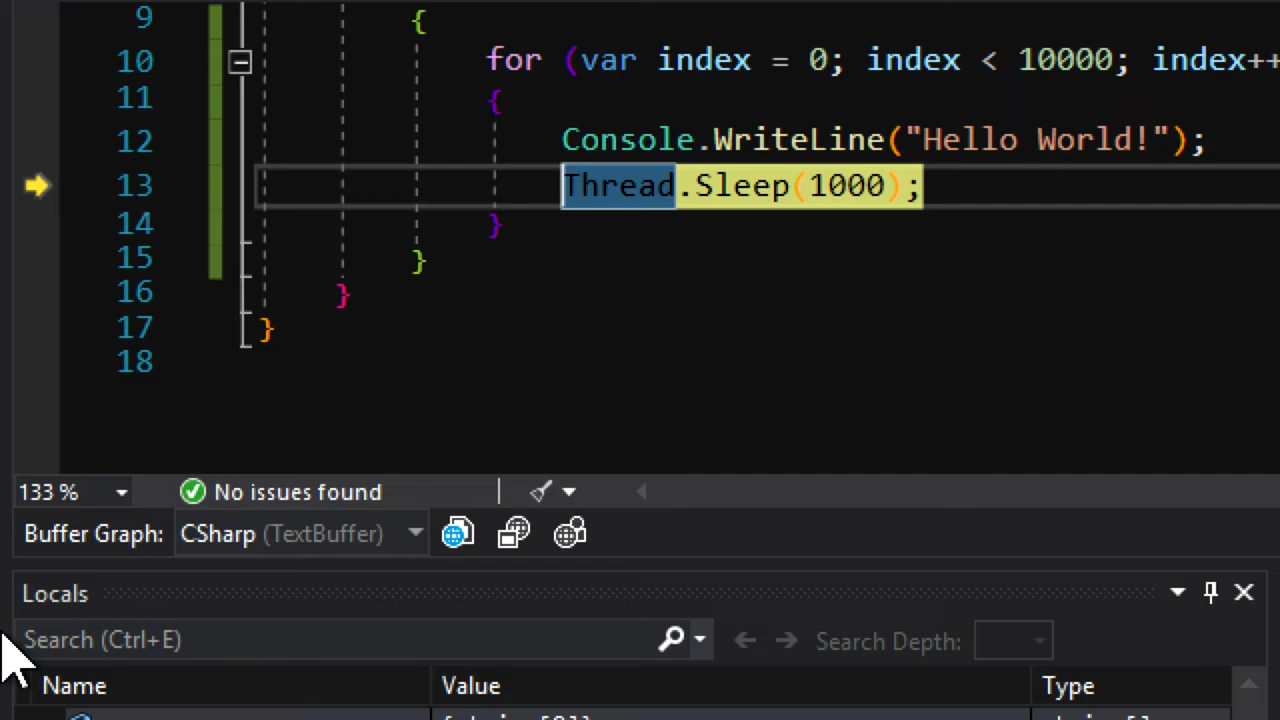 9 {
10 for (var index = 0; index < 10000; index++
11 {
12 Console.WriteLine("Hello World!");
13 Thread.Sleep(1000);
14 }
15 }
16 }
17 }
18
133 % No issues found
Buffer Graph: CSharp (TextBuffer)
Locals
Search (Ctrl+E) Search Depth:
Name Value Type